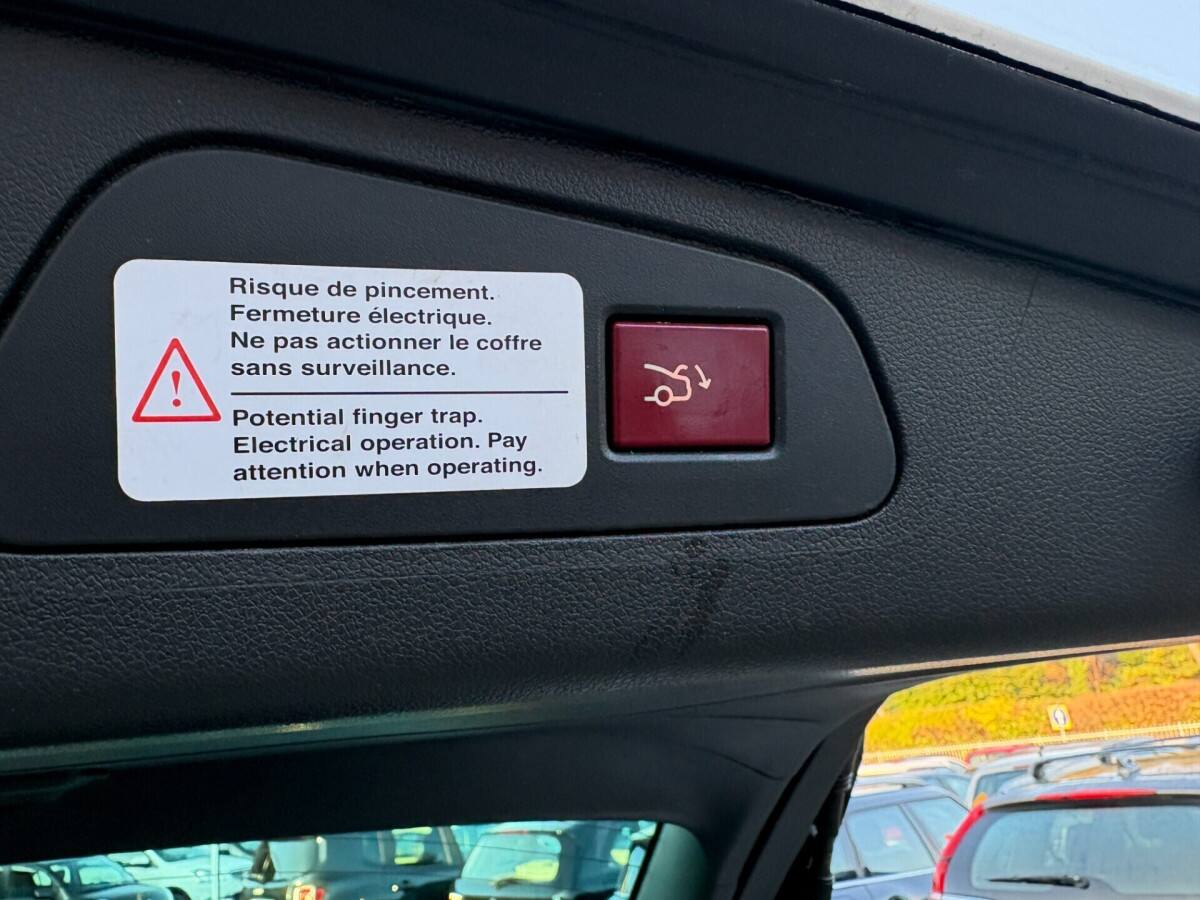 Risque de pincement.
Fermeture électrique.
Ne pas actionner le coffre
sans surveillance.
!
Potential finger trap.
Electrical operation. Pay
attention when operating.